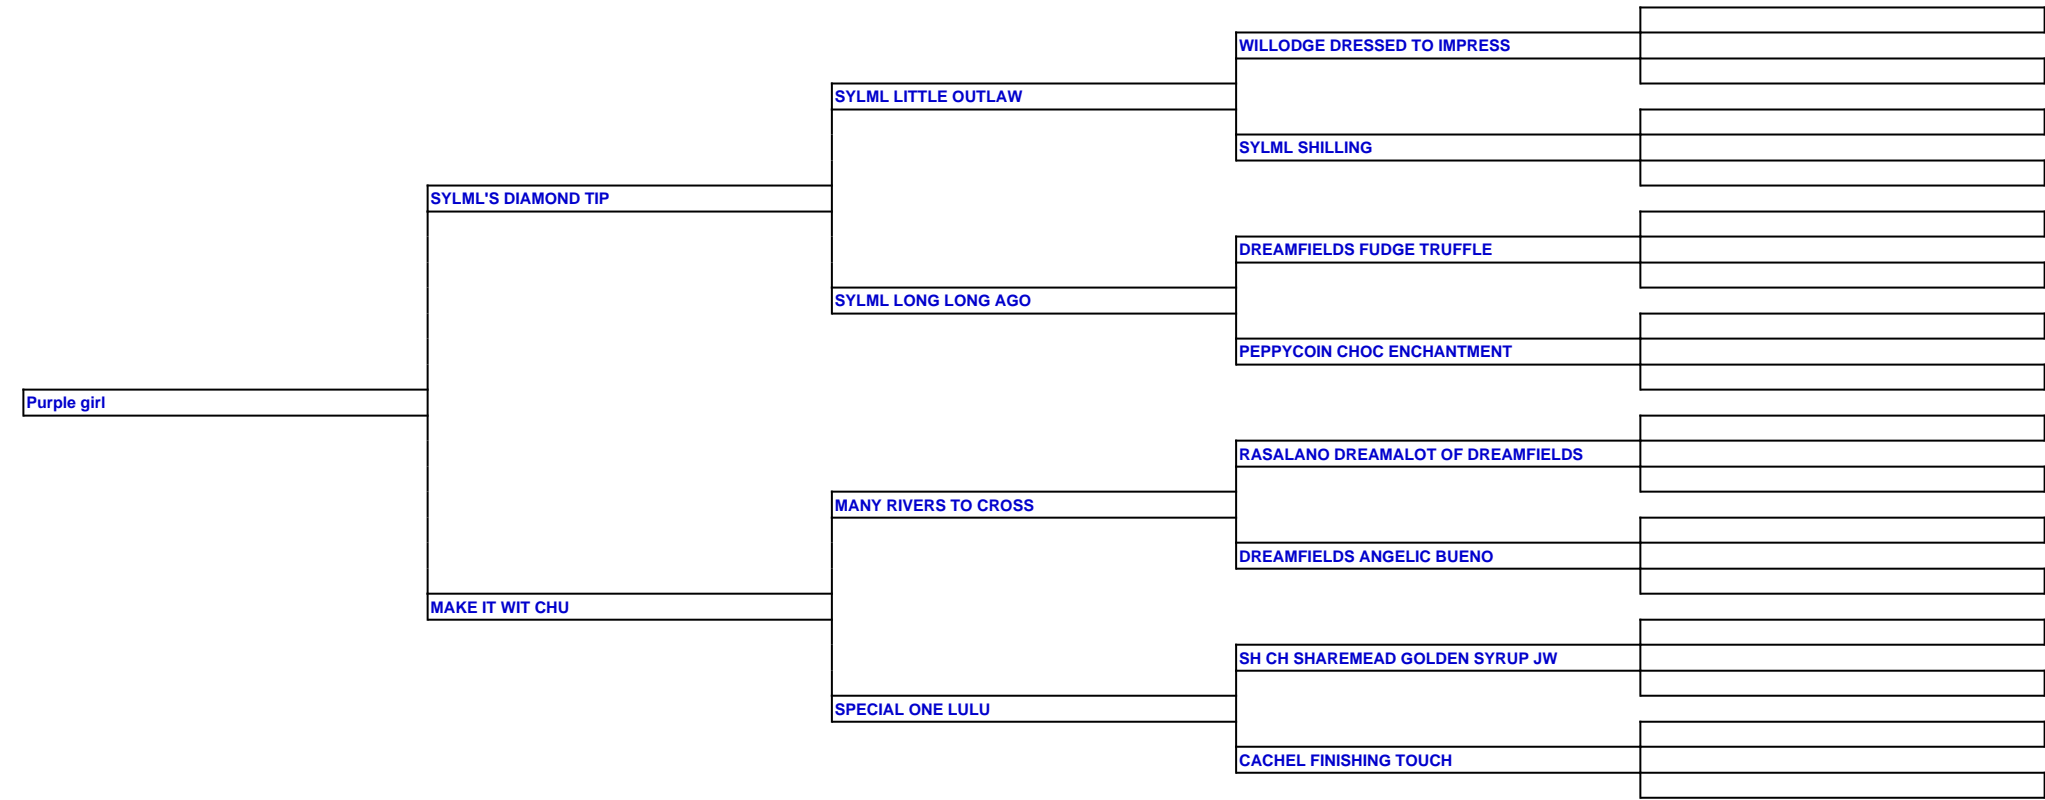 WILLODGE DRESSED TO IMPRESS
SYLML LITTLE OUTLAW
SYLML SHILLING
SYLML'S DIAMOND TIP
DREAMFIELDS FUDGE TRUFFLE
SYLML LONG LONG AGO
PEPPYCOIN CHOC ENCHANTMENT
Purple girl
RASALANO DREAMALOT OF DREAMFIELDS
MANY RIVERS TO CROSS
DREAMFIELDS ANGELIC BUENO
MAKE IT WIT CHU
SH CH SHAREMEAD GOLDEN SYRUP JW
SPECIAL ONE LULU
CACHEL FINISHING TOUCH